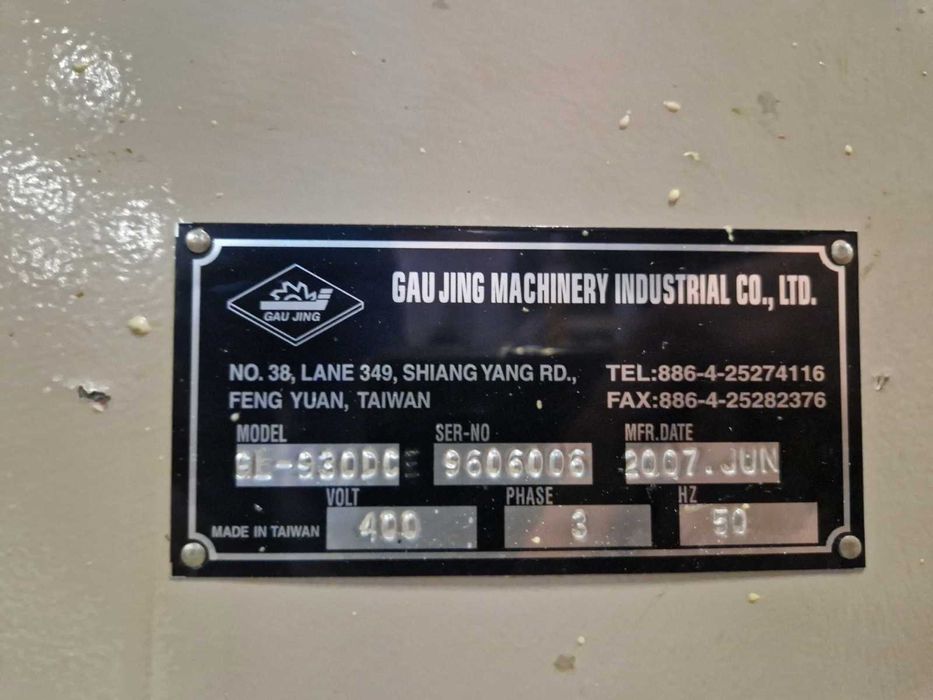 GAU JING
GAU JING MACHINERY INDUSTRIAL CO., LTD.
NO. 38, LANE 349, SHIANG YANG RD., TEL:886-4-25274116
FENG YUAN, TAIWAN FAX:886-4-25282376
MODEL SER-NO MFR.DATE
9606006 2007.JUN
VOLT PHASE HZ
MADE IN TAIWAN 400 3 50